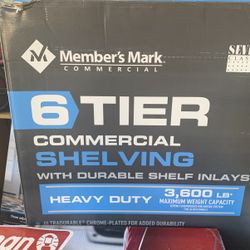 Member's Mark
COMMERCIAL
6 TIER
COMMERCIAL
SHELVING
WITH DURABLE SHELF INLAYS
HEAVY DUTY
3,600 LB*
MAXIMUM WEIGHT CAPACITY
ULTRADURABLE CHROME-PLATED FOR ADDED DURABILITY